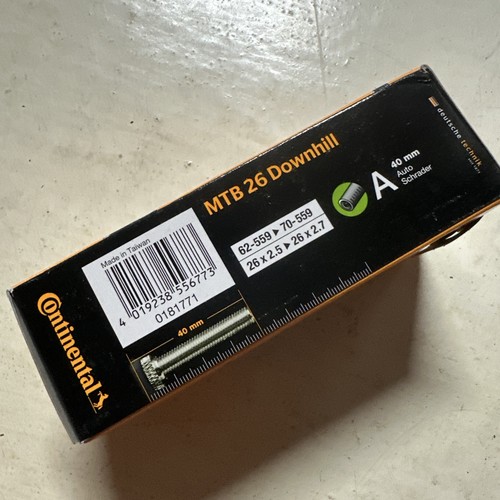 Continental
Made in Taiwan
4 019238 556773
0181771
40 mm
MTB 26 Downhill
62-559 ▸ 70-559
26 x 2.5 ▸ 26 x 2.7
A
40 mm
Auto
Schrader
deutsche technik